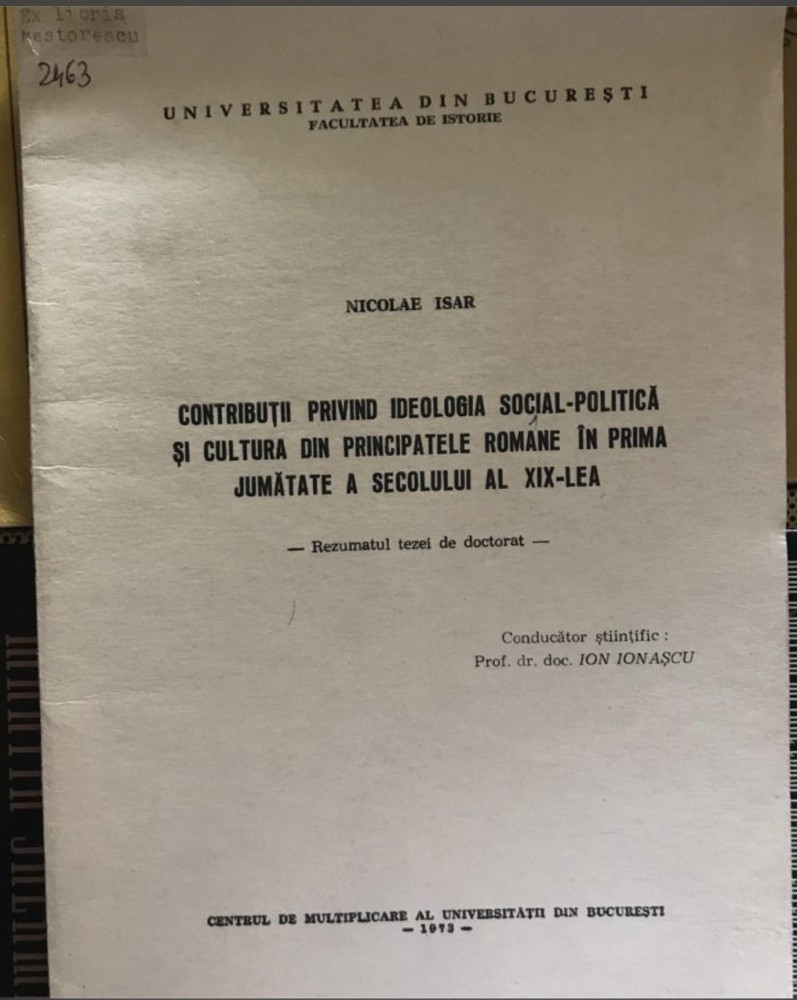 Ex libris
Nestorescu
2463
UNIVERSITATEA DIN BUCUREŞTI
FACULTATEA DE ISTORIE
NICOLAE ISAR
CONTRIBUŢII PRIVIND IDEOLOGIA SOCIAL-POLITICĂ
ŞI CULTURA DIN PRINCIPATELE ROMÂNE ÎN PRIMA
JUMĂTATE A SECOLULUI AL XIX-LEA
— Rezumatul tezei de doctorat —
Conducător ştiinţific :
Prof. dr. doc. ION IONAŞCU
CENTRUL DE MULTIPLICARE AL UNIVERSITĂŢII DIN BUCUREŞTI
— 1973 —